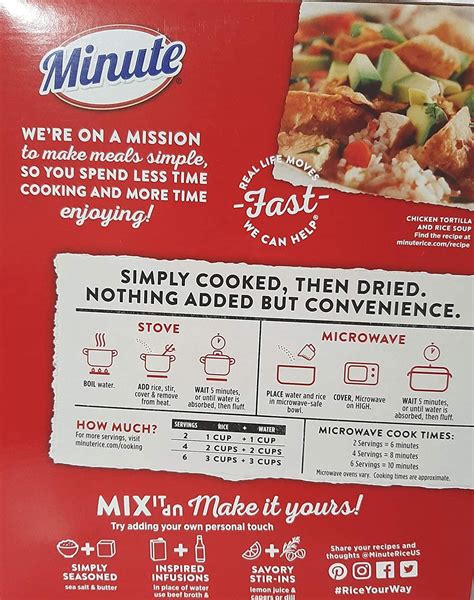 Minute®
WE'RE ON A MISSION
to make meals simple,
SO YOU SPEND LESS TIME
COOKING AND MORE TIME
enjoying!
REAL LIFE MOVES
-Fast-
WE CAN HELP®
CHICKEN TORTILLA
AND RICE SOUP
Find the recipe at
minuterice.com/recipe
SIMPLY COOKED, THEN DRIED.
NOTHING ADDED BUT CONVENIENCE.
STOVE
BOIL water.
ADD rice, stir,
cover & remove
from heat.
WAIT 5 minutes,
or until water is
absorbed, then fluff.
MICROWAVE
PLACE water and rice
in microwave-safe
bowl.
COVER, Microwave
on HIGH.
WAIT 5 minutes,
or until water is
absorbed, then fluff.
HOW MUCH?
For more servings, visit
minuterice.com/cooking
SERVINGS RICE + WATER
2 1 CUP + 1 CUP
4 2 CUPS + 2 CUPS
6 3 CUPS + 3 CUPS
MICROWAVE COOK TIMES:
2 Servings = 6 minutes
4 Servings = 8 minutes
6 Servings = 10 minutes
Microwave ovens vary. Cooking times are approximate.
MIX IT UP Make it yours!
Try adding your own personal touch
SIMPLY
SEASONED
sea salt & butter
INSPIRED
INFUSIONS
In place of water
use beef broth &
SAVORY
STIR-INS
lemon juice &
capers or dill
Share your recipes and
thoughts @MinuteRiceUS
#RiceYourWay